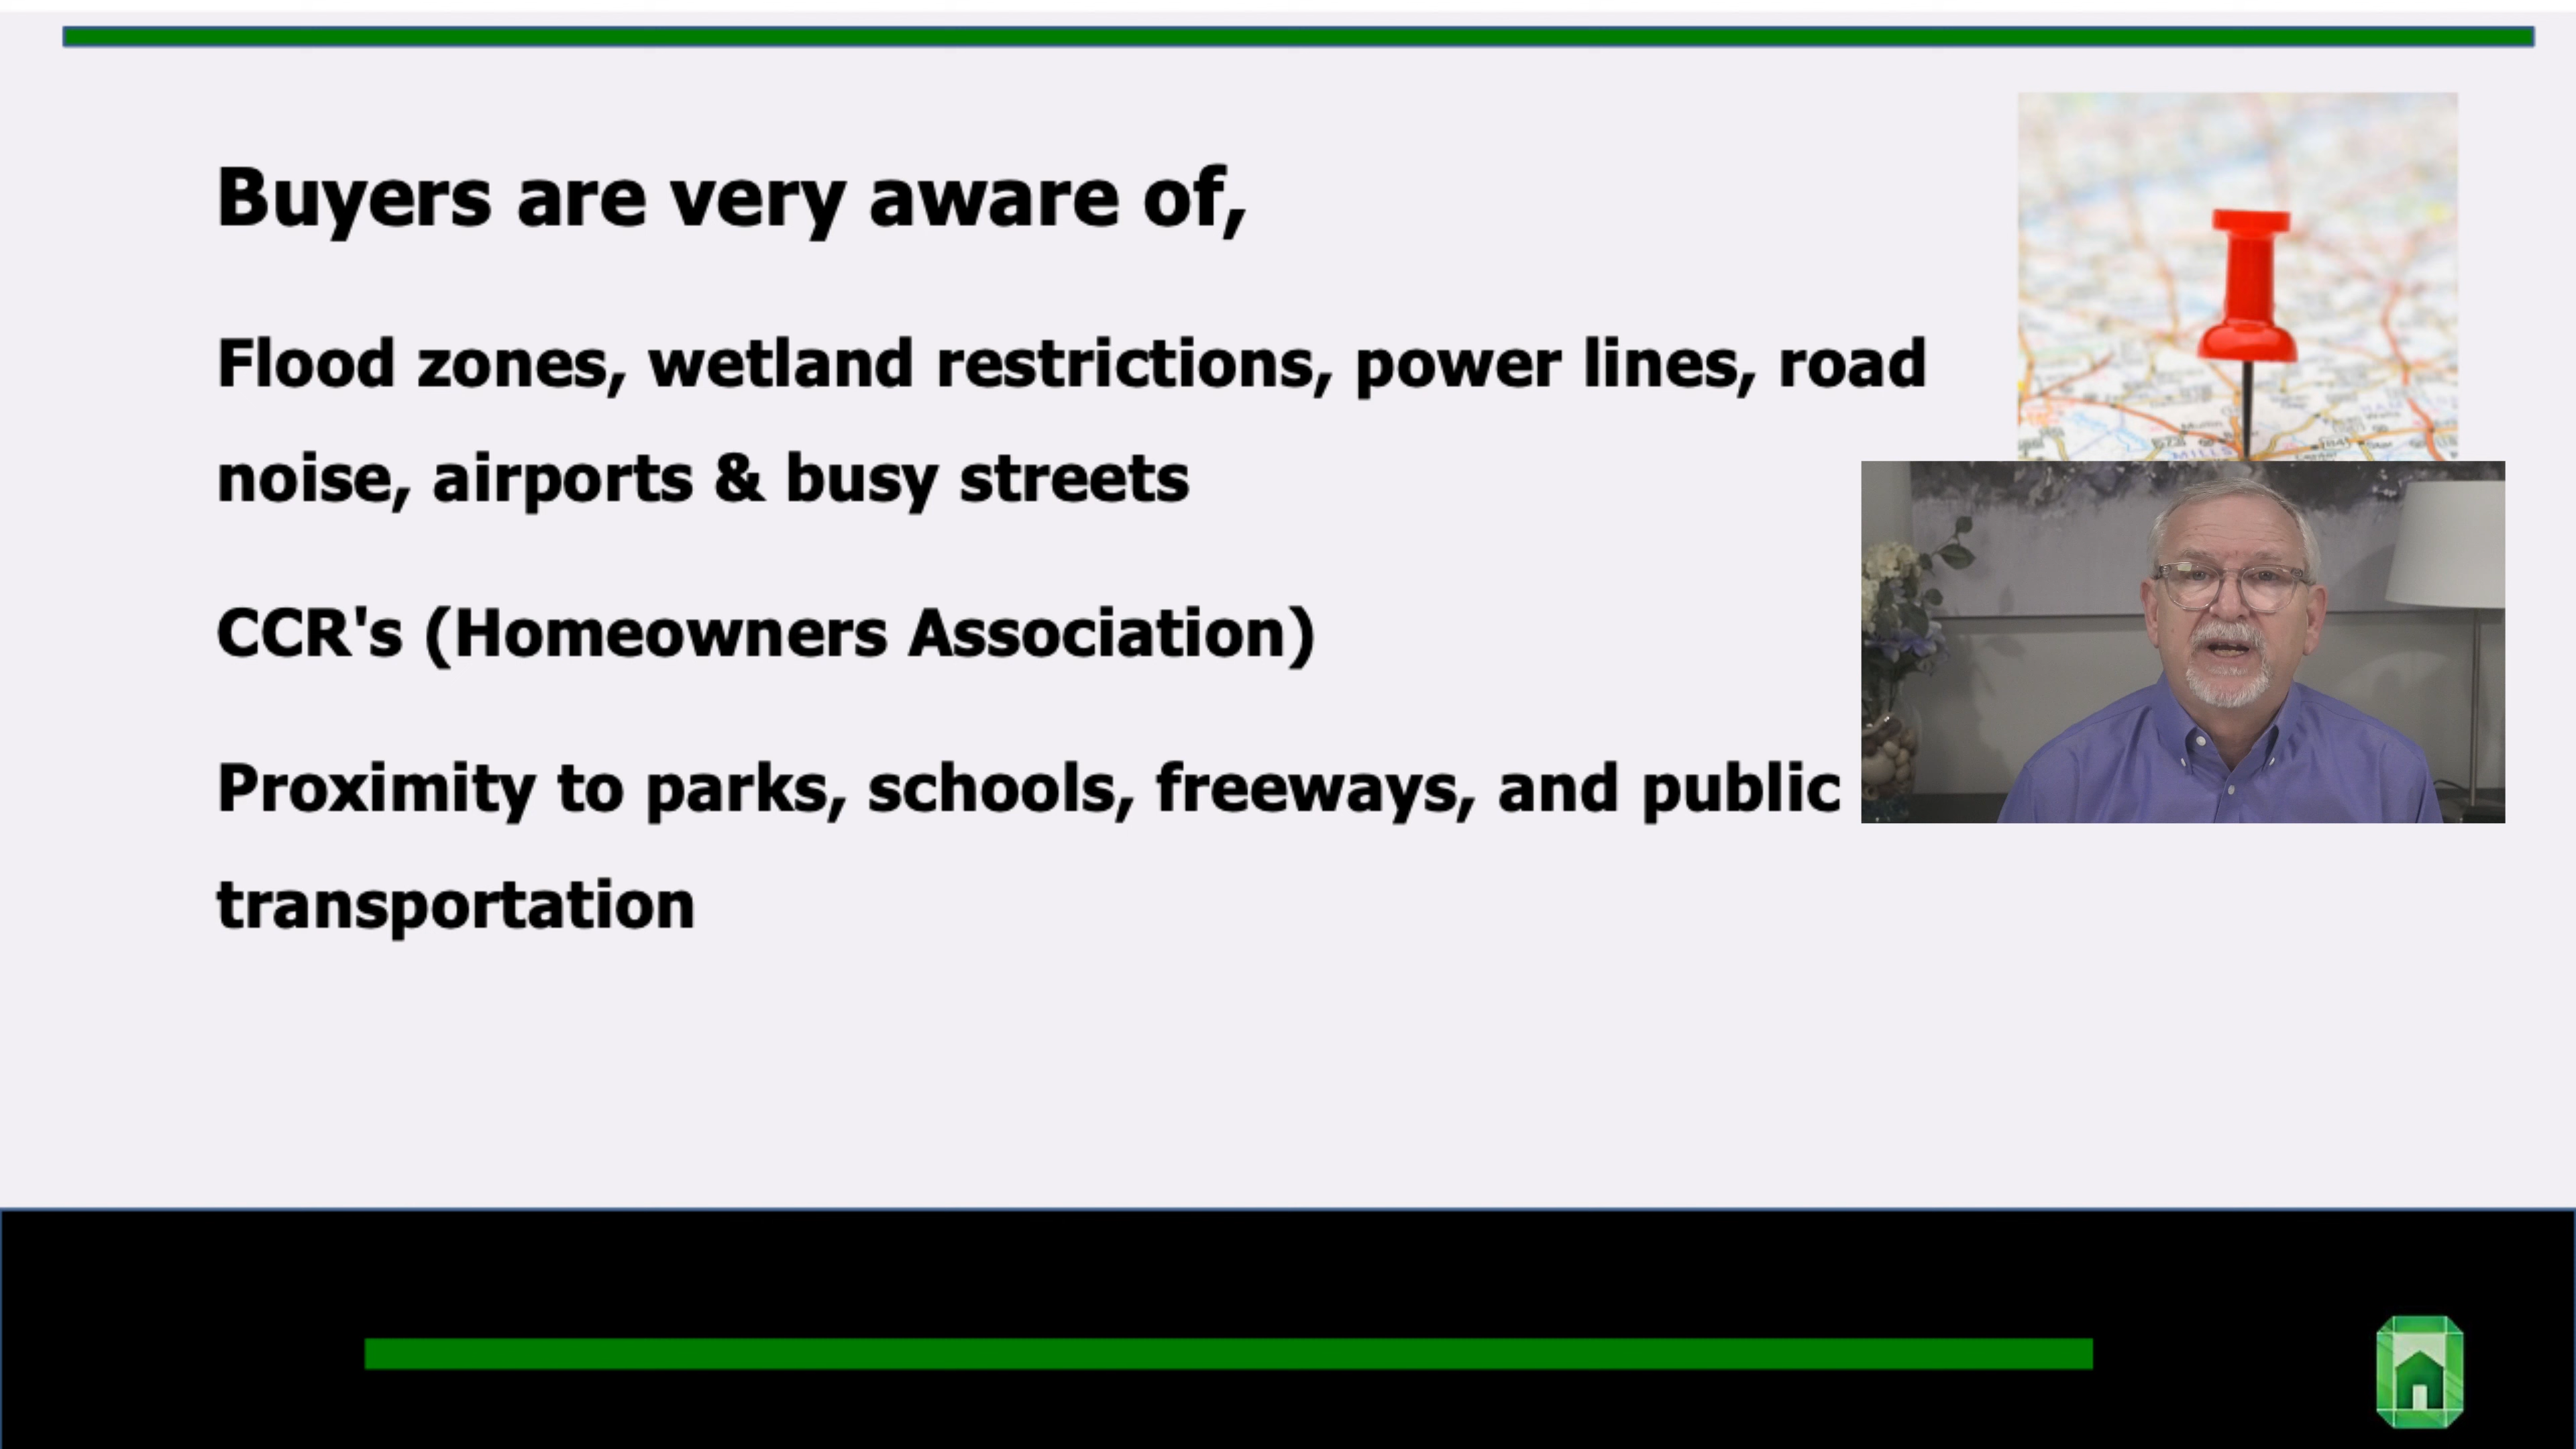 Buyers are very aware of,
Flood zones, wetland restrictions, power lines, road
noise, airports & busy streets
CCR's (Homeowners Association)
Proximity to parks, schools, freeways, and public
transportation